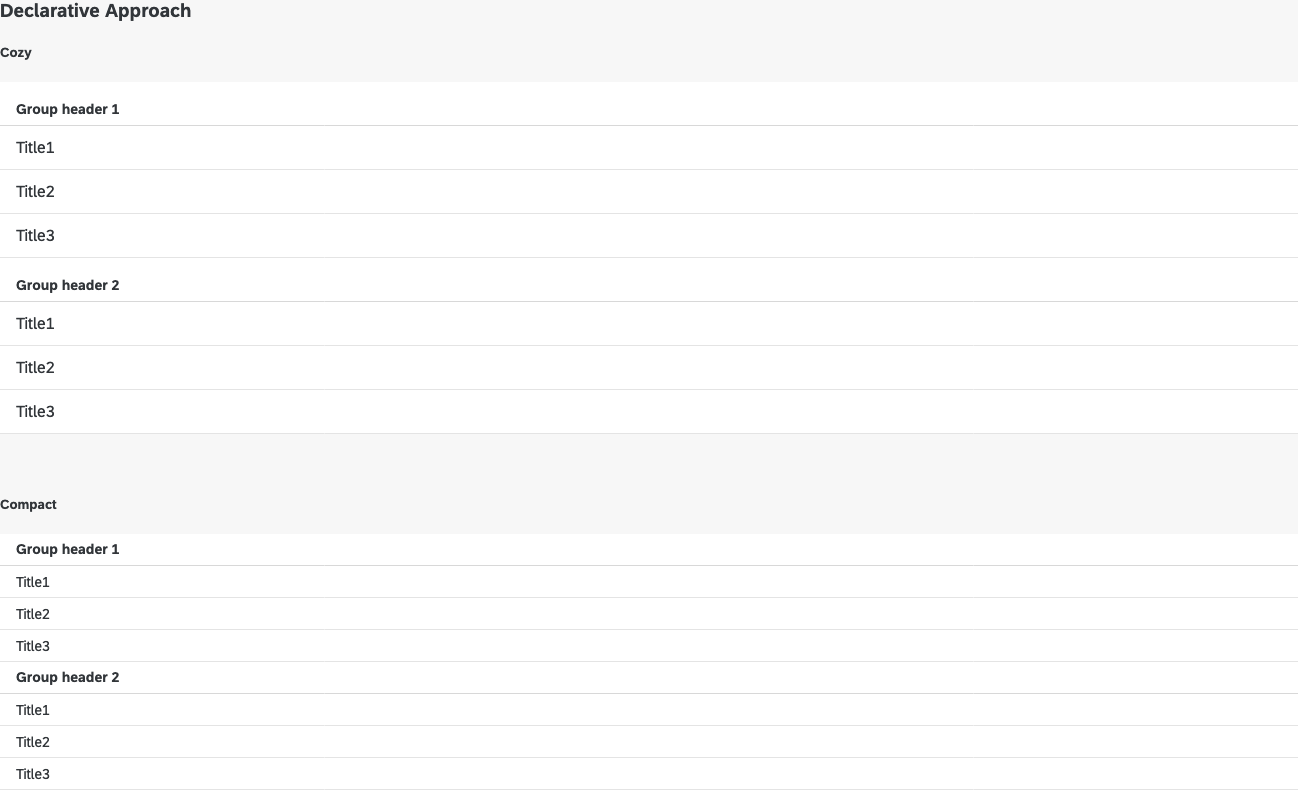 Declarative Approach
Cozy
Group header 1
Title1
Title2
Title3
Group header 2
Title1
Title2
Title3
Compact
Group header 1
Title1
Title2
Title3
Group header 2
Title1
Title2
Title3